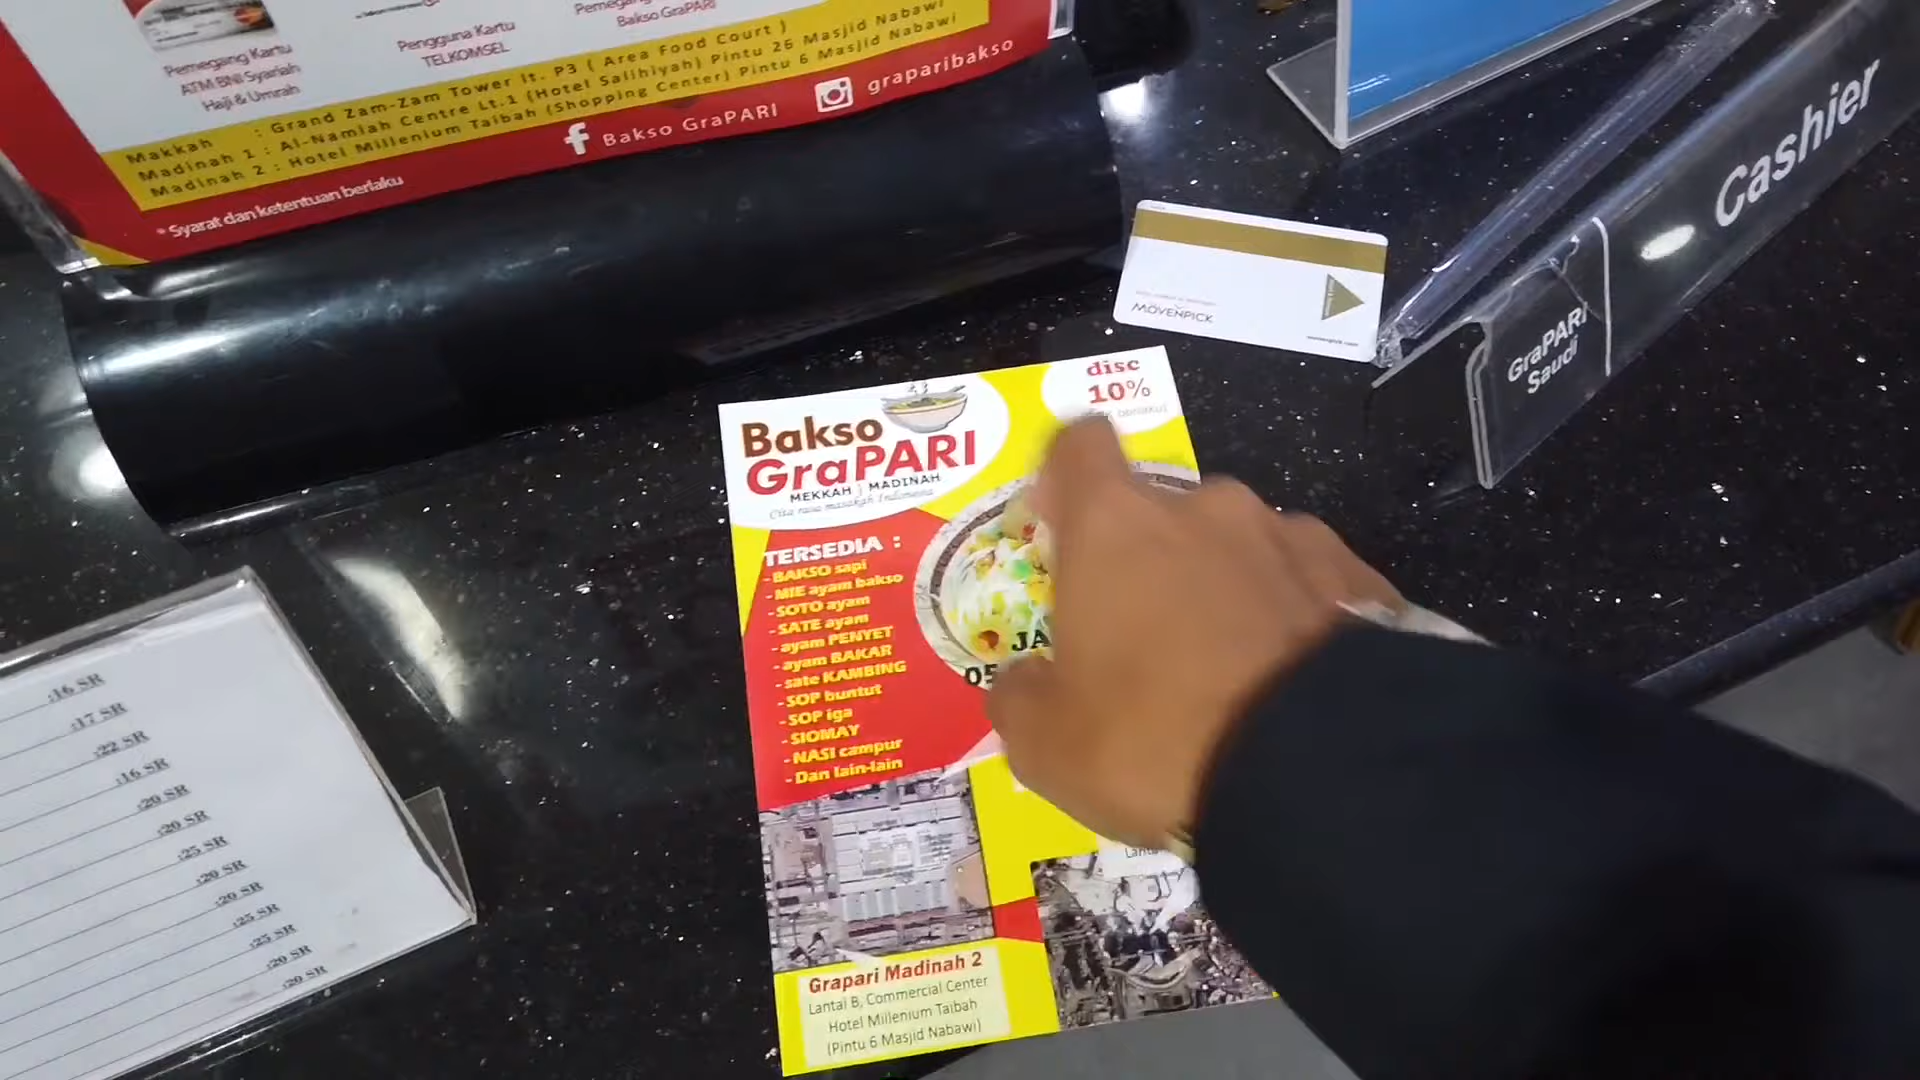 Pemegang Kartu
ATM BNI Syariah
Haji & Umrah
Pengguna Kartu
TELKOMSEL
Bakso GraPARI
Makkah : Grand Zam-Zam Tower lt. P3 ( Area Food Court )
Madinah 1 : Al-Namlah Centre Lt.1 (Hotel Salihiyah) Pintu 26 Masjid Nabawi
Madinah 2 : Hotel Millenium Taibah (Shopping Center) Pintu 6 Masjid Nabawi
Bakso GraPARI
graparibakso
* Syarat dan ketentuan berlaku
MÖVENPICK
Cashier
GraPARI
Saudi
disc
10%
Bakso
GraPARI
MEKKAH | MADINAH
Cita rasa masakah Indonesia
TERSEDIA :
- BAKSO sapi
- MIE ayam bakso
- SOTO ayam
- SATE ayam
- ayam PENYET
- ayam BAKAR
- sate KAMBING
- SOP buntut
- SOP iga
- SIOMAY
- NASI campur
- Dan lain-lain
JA
05
Grapari Madinah 2
Lantai B, Commercial Center
Hotel Millenium Taibah
(Pintu 6 Masjid Nabawi)
:16 SR
:17 SR
:22 SR
:16 SR
:20 SR
:20 SR
:25 SR
:20 SR
:20 SR
:25 SR
:25 SR
:20 SR
:20 SR